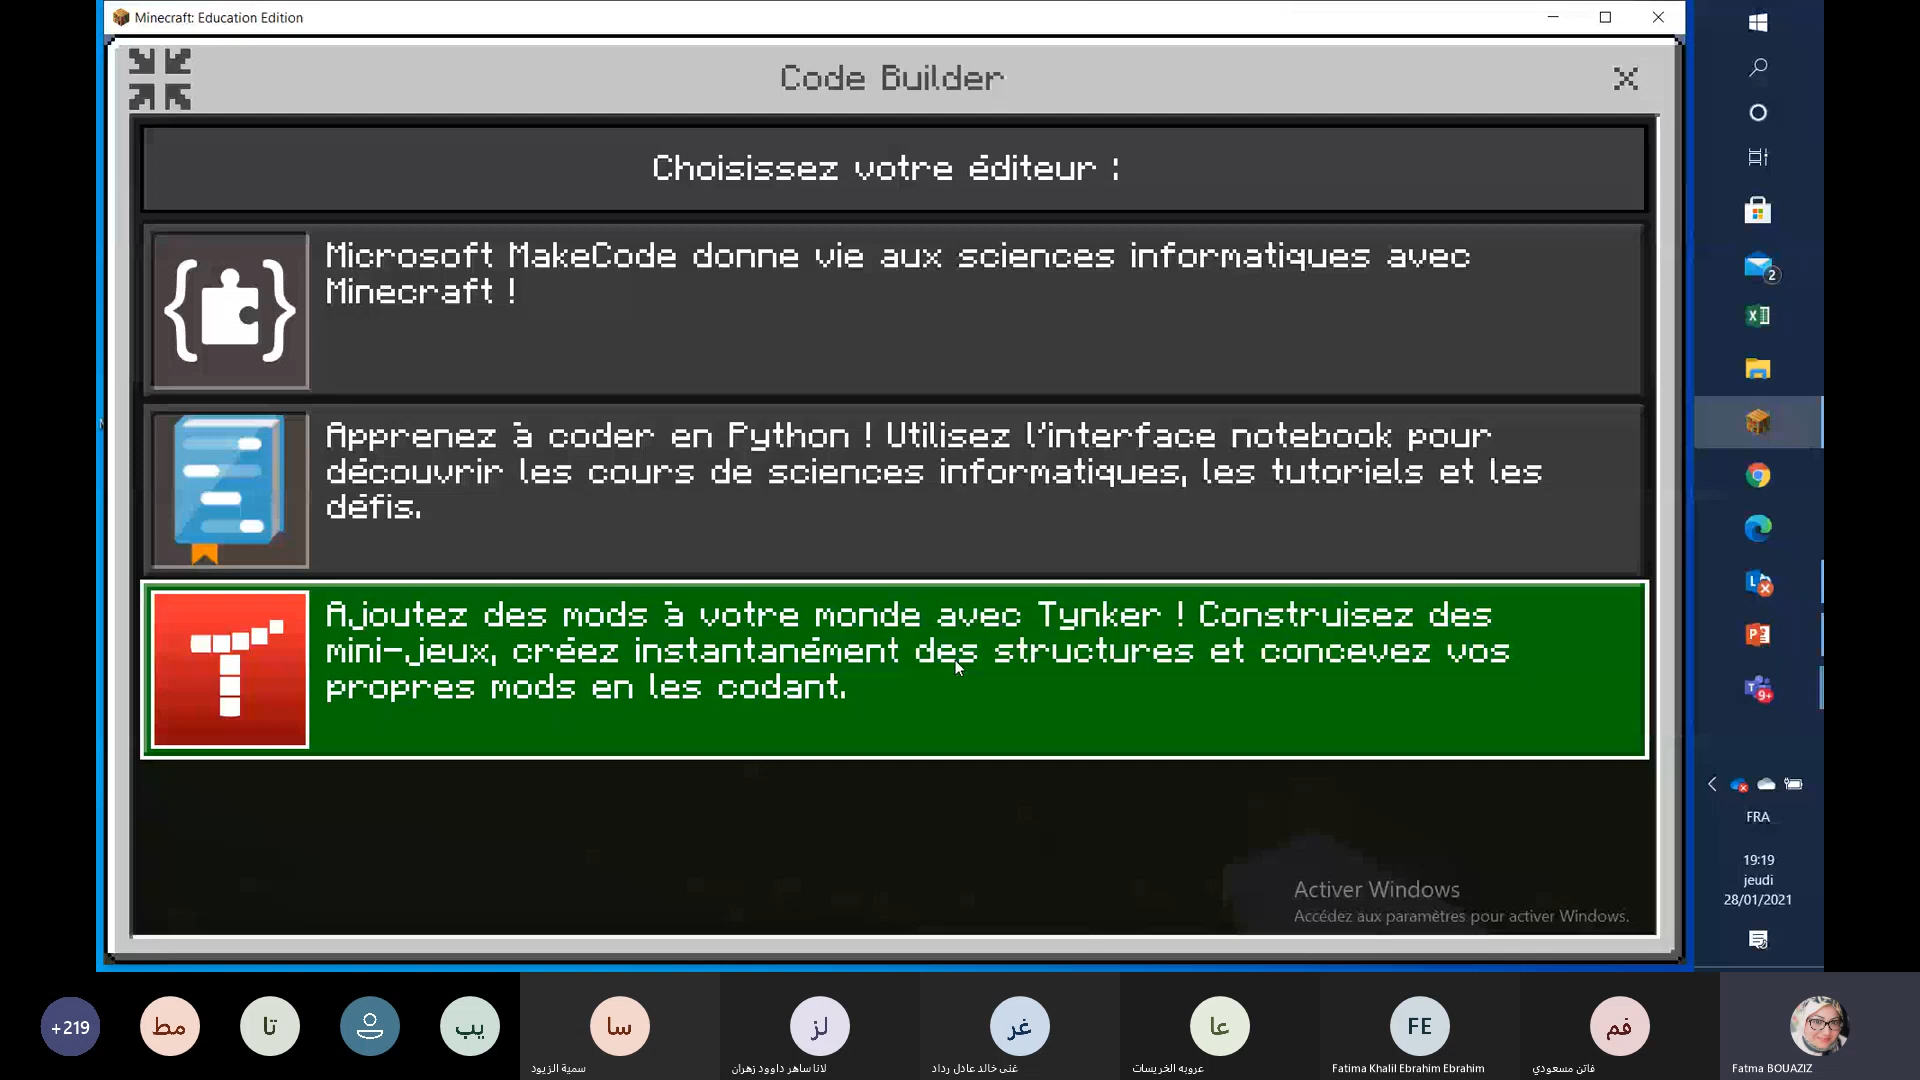 Minecraft: Education Edition
Code Builder
Choisissez votre éditeur :
Microsoft MakeCode donne vie aux sciences informatiques avec
Minecraft !
Apprenez à coder en Python ! Utilisez l'interface notebook pour
découvrir les cours de sciences informatiques, les tutoriels et les
défis.
Ajoutez des mods à votre monde avec Tynker ! Construisez des
mini-jeux, créez instantanément des structures et concevez vos
propres mods en les codant.
Activer Windows
Accédez aux paramètres pour activer Windows.
2
9+
FRA
19:19
jeudi
28/01/2021
+219
مط
تا
يب
سا
لز
غر
عا
FE
فم
سمية الزيود
لانا ساهر داوود زهران
غنى خالد عادل رداد
عروبه الخريسات
Fatima Khalil Ebrahim Ebrahim
فاتن مسعودي
Fatma BOUAZIZ